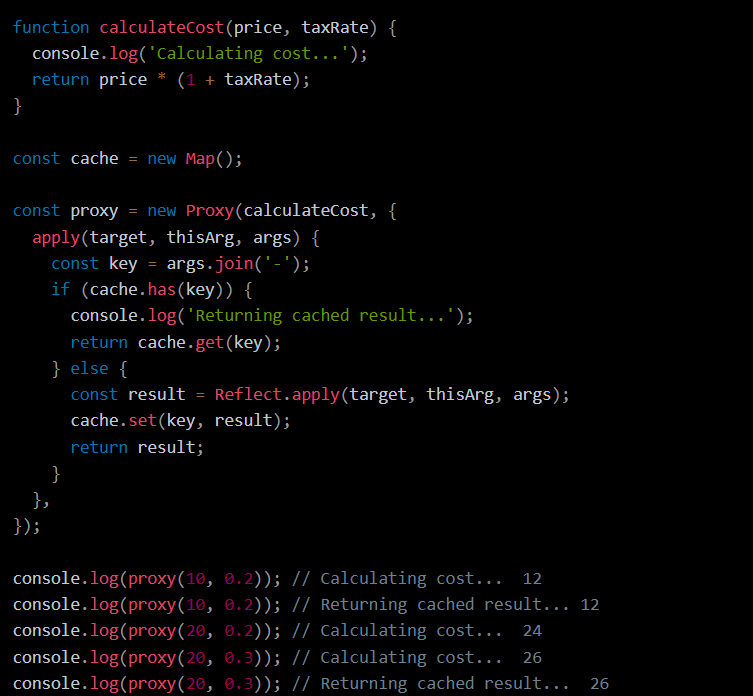 function calculateCost(price, taxRate) {
  console.log('Calculating cost...');
  return price * (1 + taxRate);
}

const cache = new Map();

const proxy = new Proxy(calculateCost, {
  apply(target, thisArg, args) {
    const key = args.join('-');
    if (cache.has(key)) {
      console.log('Returning cached result...');
      return cache.get(key);
    } else {
      const result = Reflect.apply(target, thisArg, args);
      cache.set(key, result);
      return result;
    }
  },
});

console.log(proxy(10, 0.2)); // Calculating cost...  12
console.log(proxy(10, 0.2)); // Returning cached result... 12
console.log(proxy(20, 0.2)); // Calculating cost...  24
console.log(proxy(20, 0.3)); // Calculating cost...  26
console.log(proxy(20, 0.3)); // Returning cached result...  26